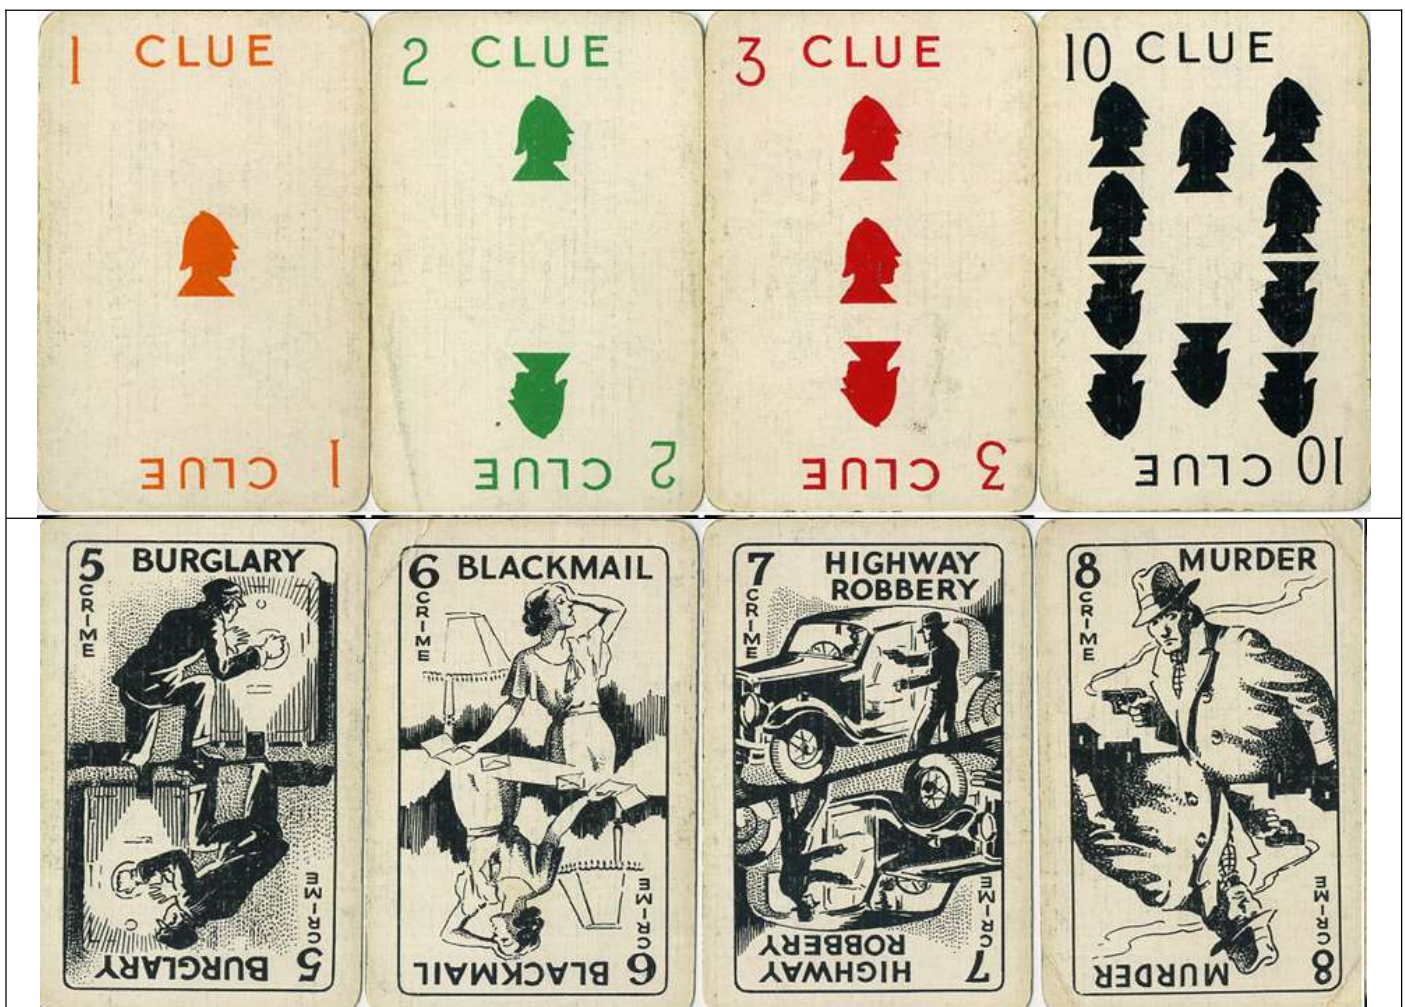 1 CLUE
1 CLUE
2 CLUE
2 CLUE
3 CLUE
3 CLUE
10 CLUE
10 CLUE
5 BURGLARY
CRIME
5 BURGLARY
CRIME
6 BLACKMAIL
CRIME
6 BLACKMAIL
CRIME
7 HIGHWAY
ROBBERY
CRIME
7 HIGHWAY
ROBBERY
CRIME
8 MURDER
CRIME
8 MURDER
CRIME